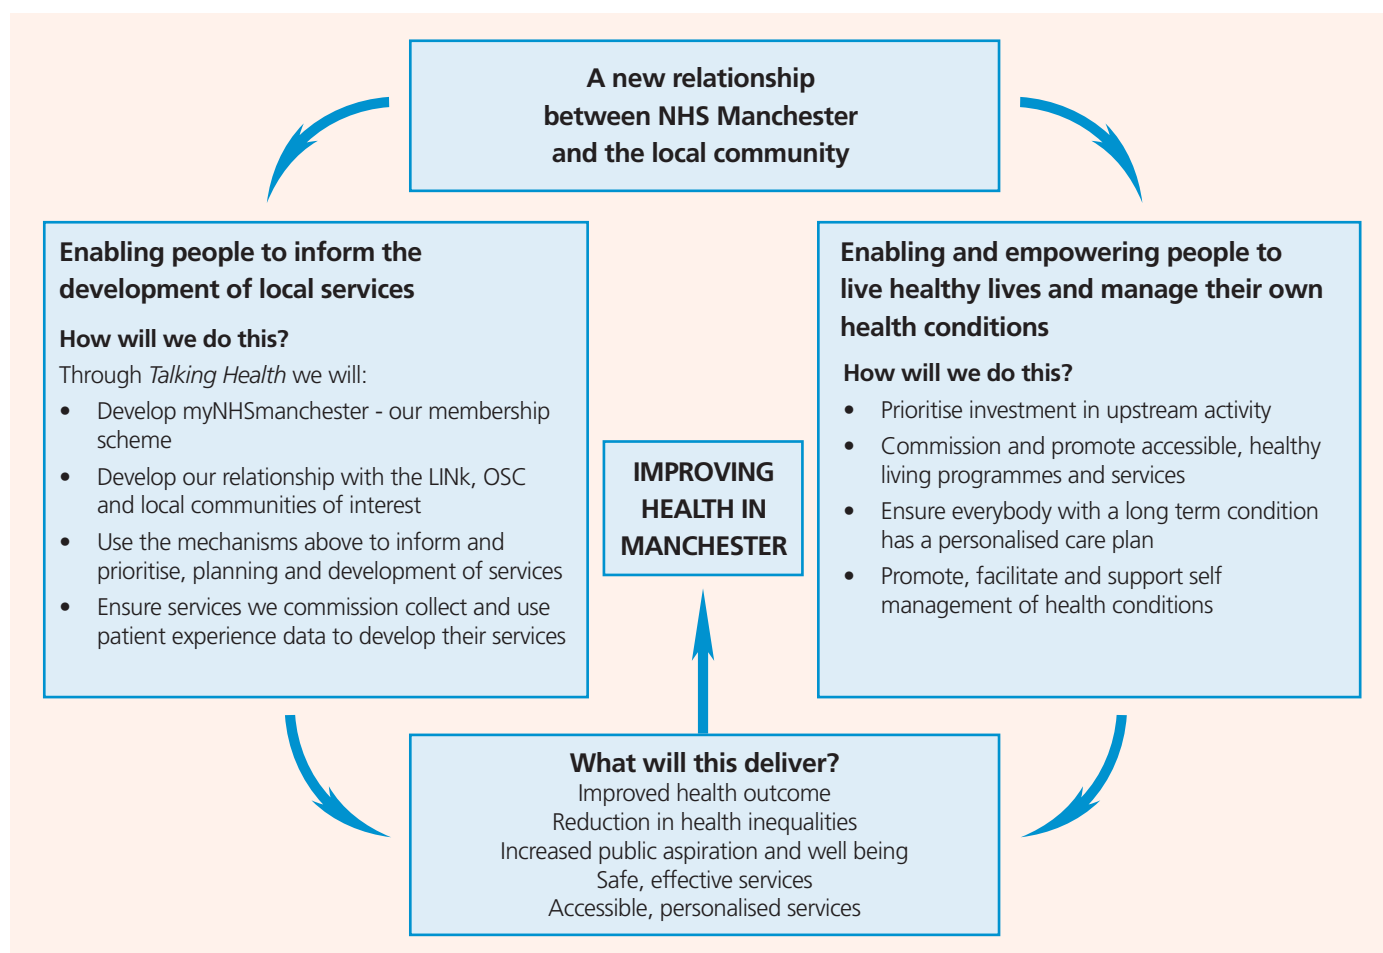 A new relationship
between NHS Manchester
and the local community
Enabling people to inform the
development of local services
How will we do this?
Through Talking Health we will:
• Develop myNHSmanchester - our membership
scheme
• Develop our relationship with the LINk, OSC
and local communities of interest
• Use the mechanisms above to inform and
prioritise, planning and development of services
• Ensure services we commission collect and use
patient experience data to develop their services
IMPROVING
HEALTH IN
MANCHESTER
Enabling and empowering people to
live healthy lives and manage their own
health conditions
How will we do this?
• Prioritise investment in upstream activity
• Commission and promote accessible, healthy
living programmes and services
• Ensure everybody with a long term condition
has a personalised care plan
• Promote, facilitate and support self
management of health conditions
What will this deliver?
Improved health outcome
Reduction in health inequalities
Increased public aspiration and well being
Safe, effective services
Accessible, personalised services